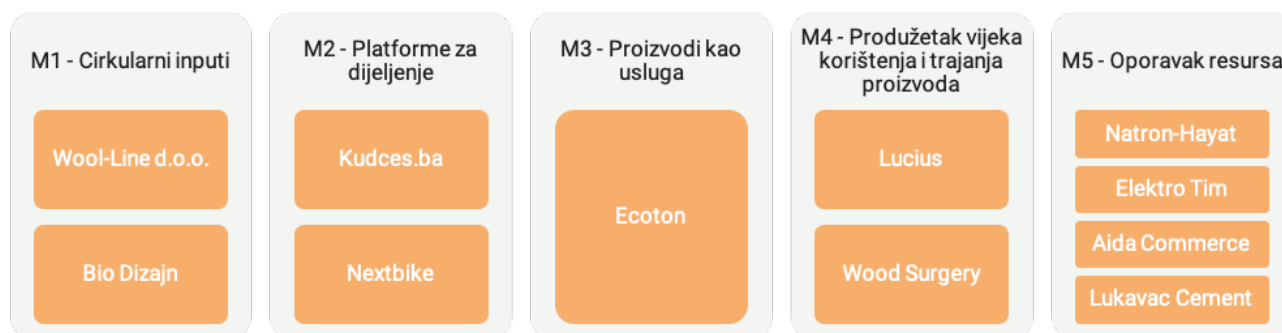 M1 - Cirkularni inputi
Wool-Line d.o.o.
Bio Dizajn
M2 - Platforme za
dijeljenje
Kudces.ba
Nextbike
M3 - Proizvodi kao
usluga
Ecoton
M4 - Produžetak vijeka
korištenja i trajanja
proizvoda
Lucius
Wood Surgery
M5 - Oporavak resursa
Natron-Hayat
Elektro Tim
Aida Commerce
Lukavac Cement